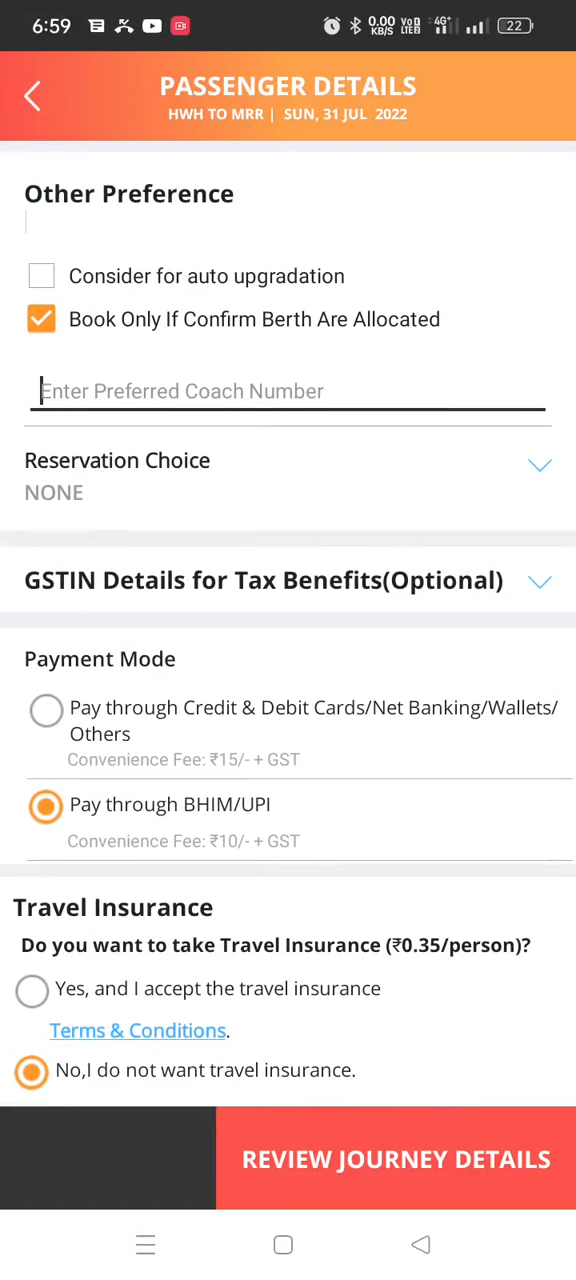 6:59
0.00 KB/S Vo LTE 4G+ 22
PASSENGER DETAILS
HWH TO MRR | SUN, 31 JUL 2022
Other Preference
Consider for auto upgradation
Book Only If Confirm Berth Are Allocated
Enter Preferred Coach Number
Reservation Choice
NONE
GSTIN Details for Tax Benefits(Optional)
Payment Mode
Pay through Credit & Debit Cards/Net Banking/Wallets/
Others
Convenience Fee: ₹15/- + GST
Pay through BHIM/UPI
Convenience Fee: ₹10/- + GST
Travel Insurance
Do you want to take Travel Insurance (₹0.35/person)?
Yes, and I accept the travel insurance
Terms & Conditions.
No,I do not want travel insurance.
REVIEW JOURNEY DETAILS